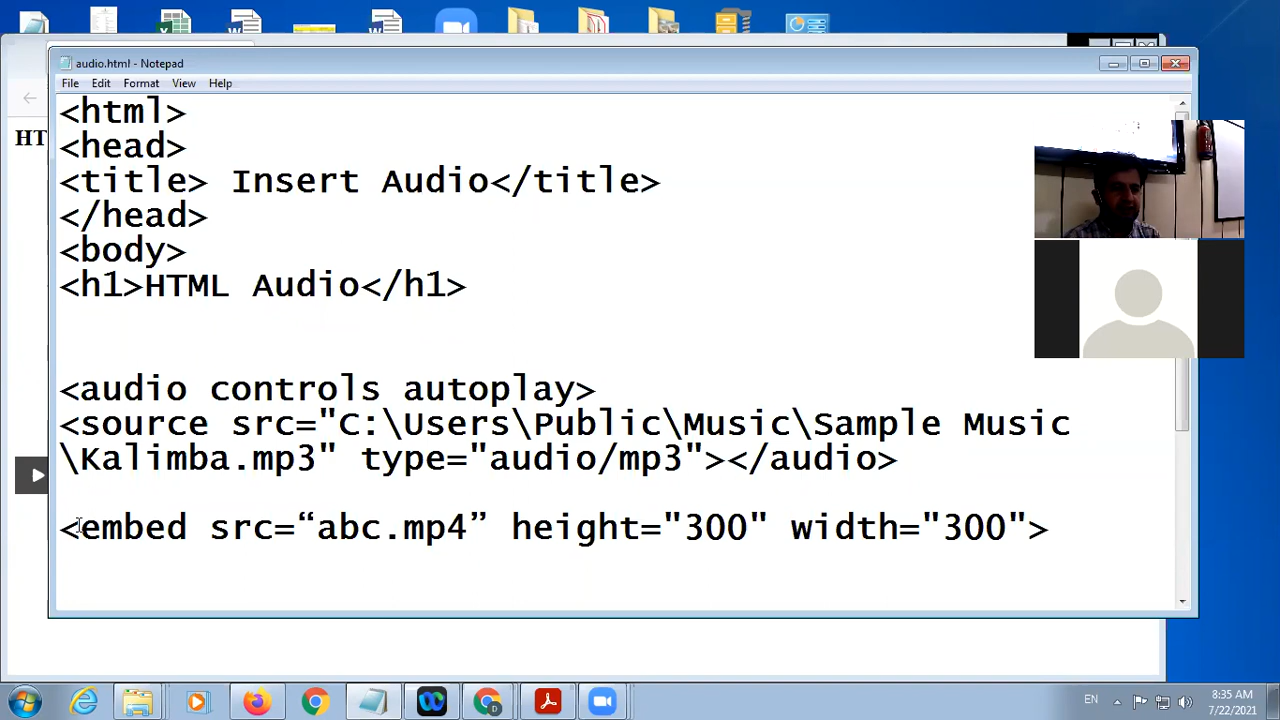 audio.html - Notepad
File Edit Format View Help
<html>
<head>
<title> Insert Audio</title>
</head>
<body>
HT
<h1>HTML Audio</h1>
<audio controls autoplay>
<source src="C:\Users\Public\Music\Sample Music
\Kalimba.mp3" type="audio/mp3"></audio>
<embed src=“abc.mp4” height="300" width="300">
EN
8:35 AM
7/22/2021